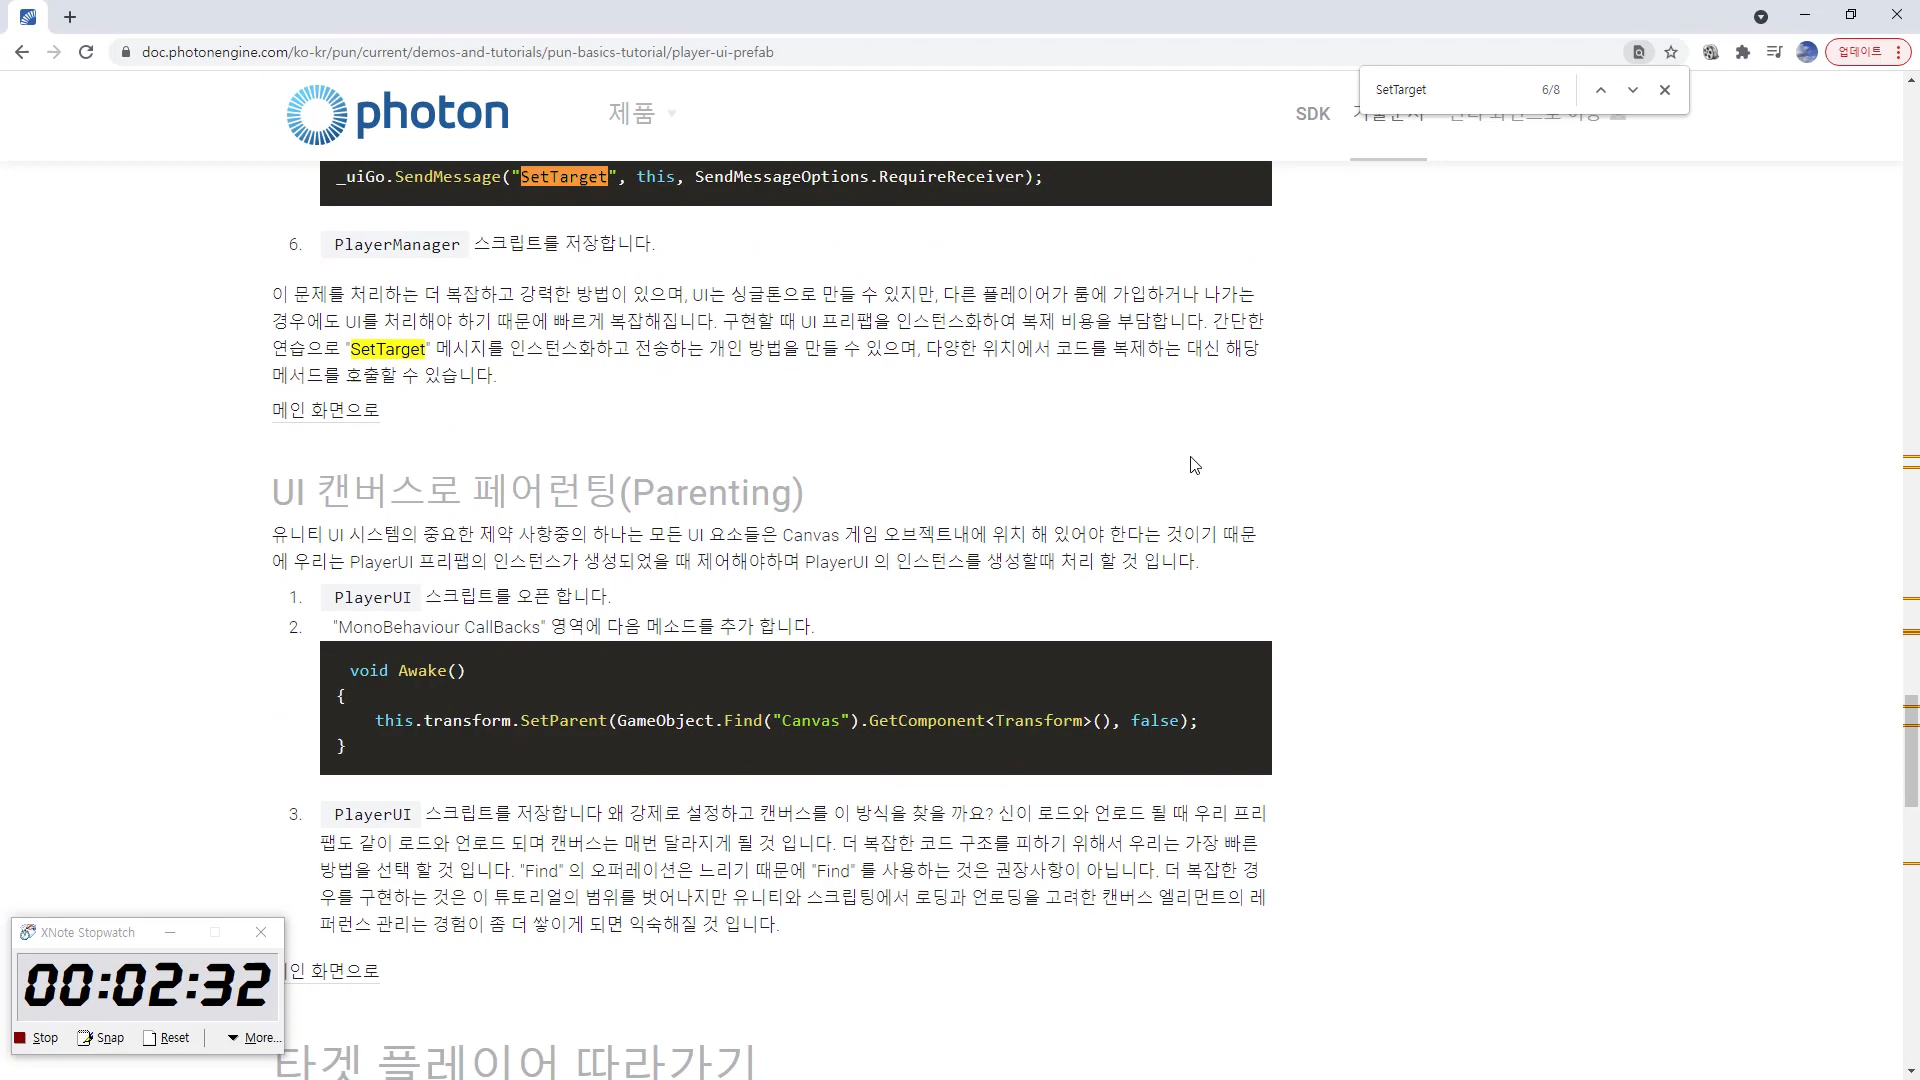 doc.photonengine.com/ko-kr/pun/current/demos-and-tutorials/pun-basics-tutorial/player-ui-prefab
업데이트
SetTarget 6/8
photon
제품
SDK
_uiGo.SendMessage("SetTarget", this, SendMessageOptions.RequireReceiver);
6. PlayerManager 스크립트를 저장합니다.
이 문제를 처리하는 더 복잡하고 강력한 방법이 있으며, UI는 싱글톤으로 만들 수 있지만, 다른 플레이어가 룸에 가입하거나 나가는
경우에도 UI를 처리해야 하기 때문에 빠르게 복잡해집니다. 구현할 때 UI 프리팹을 인스턴스화하여 복제 비용을 부담합니다. 간단한
연습으로 "SetTarget" 메시지를 인스턴스화하고 전송하는 개인 방법을 만들 수 있으며, 다양한 위치에서 코드를 복제하는 대신 해당
메서드를 호출할 수 있습니다.
메인 화면으로
UI 캔버스로 페어런팅(Parenting)
유니티 UI 시스템의 중요한 제약 사항중의 하나는 모든 UI 요소들은 Canvas 게임 오브젝트내에 위치 해 있어야 한다는 것이기 때문
에 우리는 PlayerUI 프리팹의 인스턴스가 생성되었을 때 제어해야하며 PlayerUI 의 인스턴스를 생성할때 처리 할 것 입니다.
1. PlayerUI 스크립트를 오픈 합니다.
2. "MonoBehaviour CallBacks" 영역에 다음 메소드를 추가 합니다.
void Awake()
{
this.transform.SetParent(GameObject.Find("Canvas").GetComponent<Transform>(), false);
}
3. PlayerUI 스크립트를 저장합니다 왜 강제로 설정하고 캔버스를 이 방식을 찾을 까요? 신이 로드와 언로드 될 때 우리 프리
팹도 같이 로드와 언로드 되며 캔버스는 매번 달라지게 될 것 입니다. 더 복잡한 코드 구조를 피하기 위해서 우리는 가장 빠른
방법을 선택 할 것 입니다. "Find" 의 오퍼레이션은 느리기 때문에 "Find" 를 사용하는 것은 권장사항이 아닙니다. 더 복잡한 경
우를 구현하는 것은 이 튜토리얼의 범위를 벗어나지만 유니티와 스크립팅에서 로딩과 언로딩을 고려한 캔버스 엘리먼트의 레
퍼런스 관리는 경험이 좀 더 쌓이게 되면 익숙해질 것 입니다.
인 화면으로
XNote Stopwatch
00:02:32
Stop Snap Reset More...
타겟 플레이어 따라가기